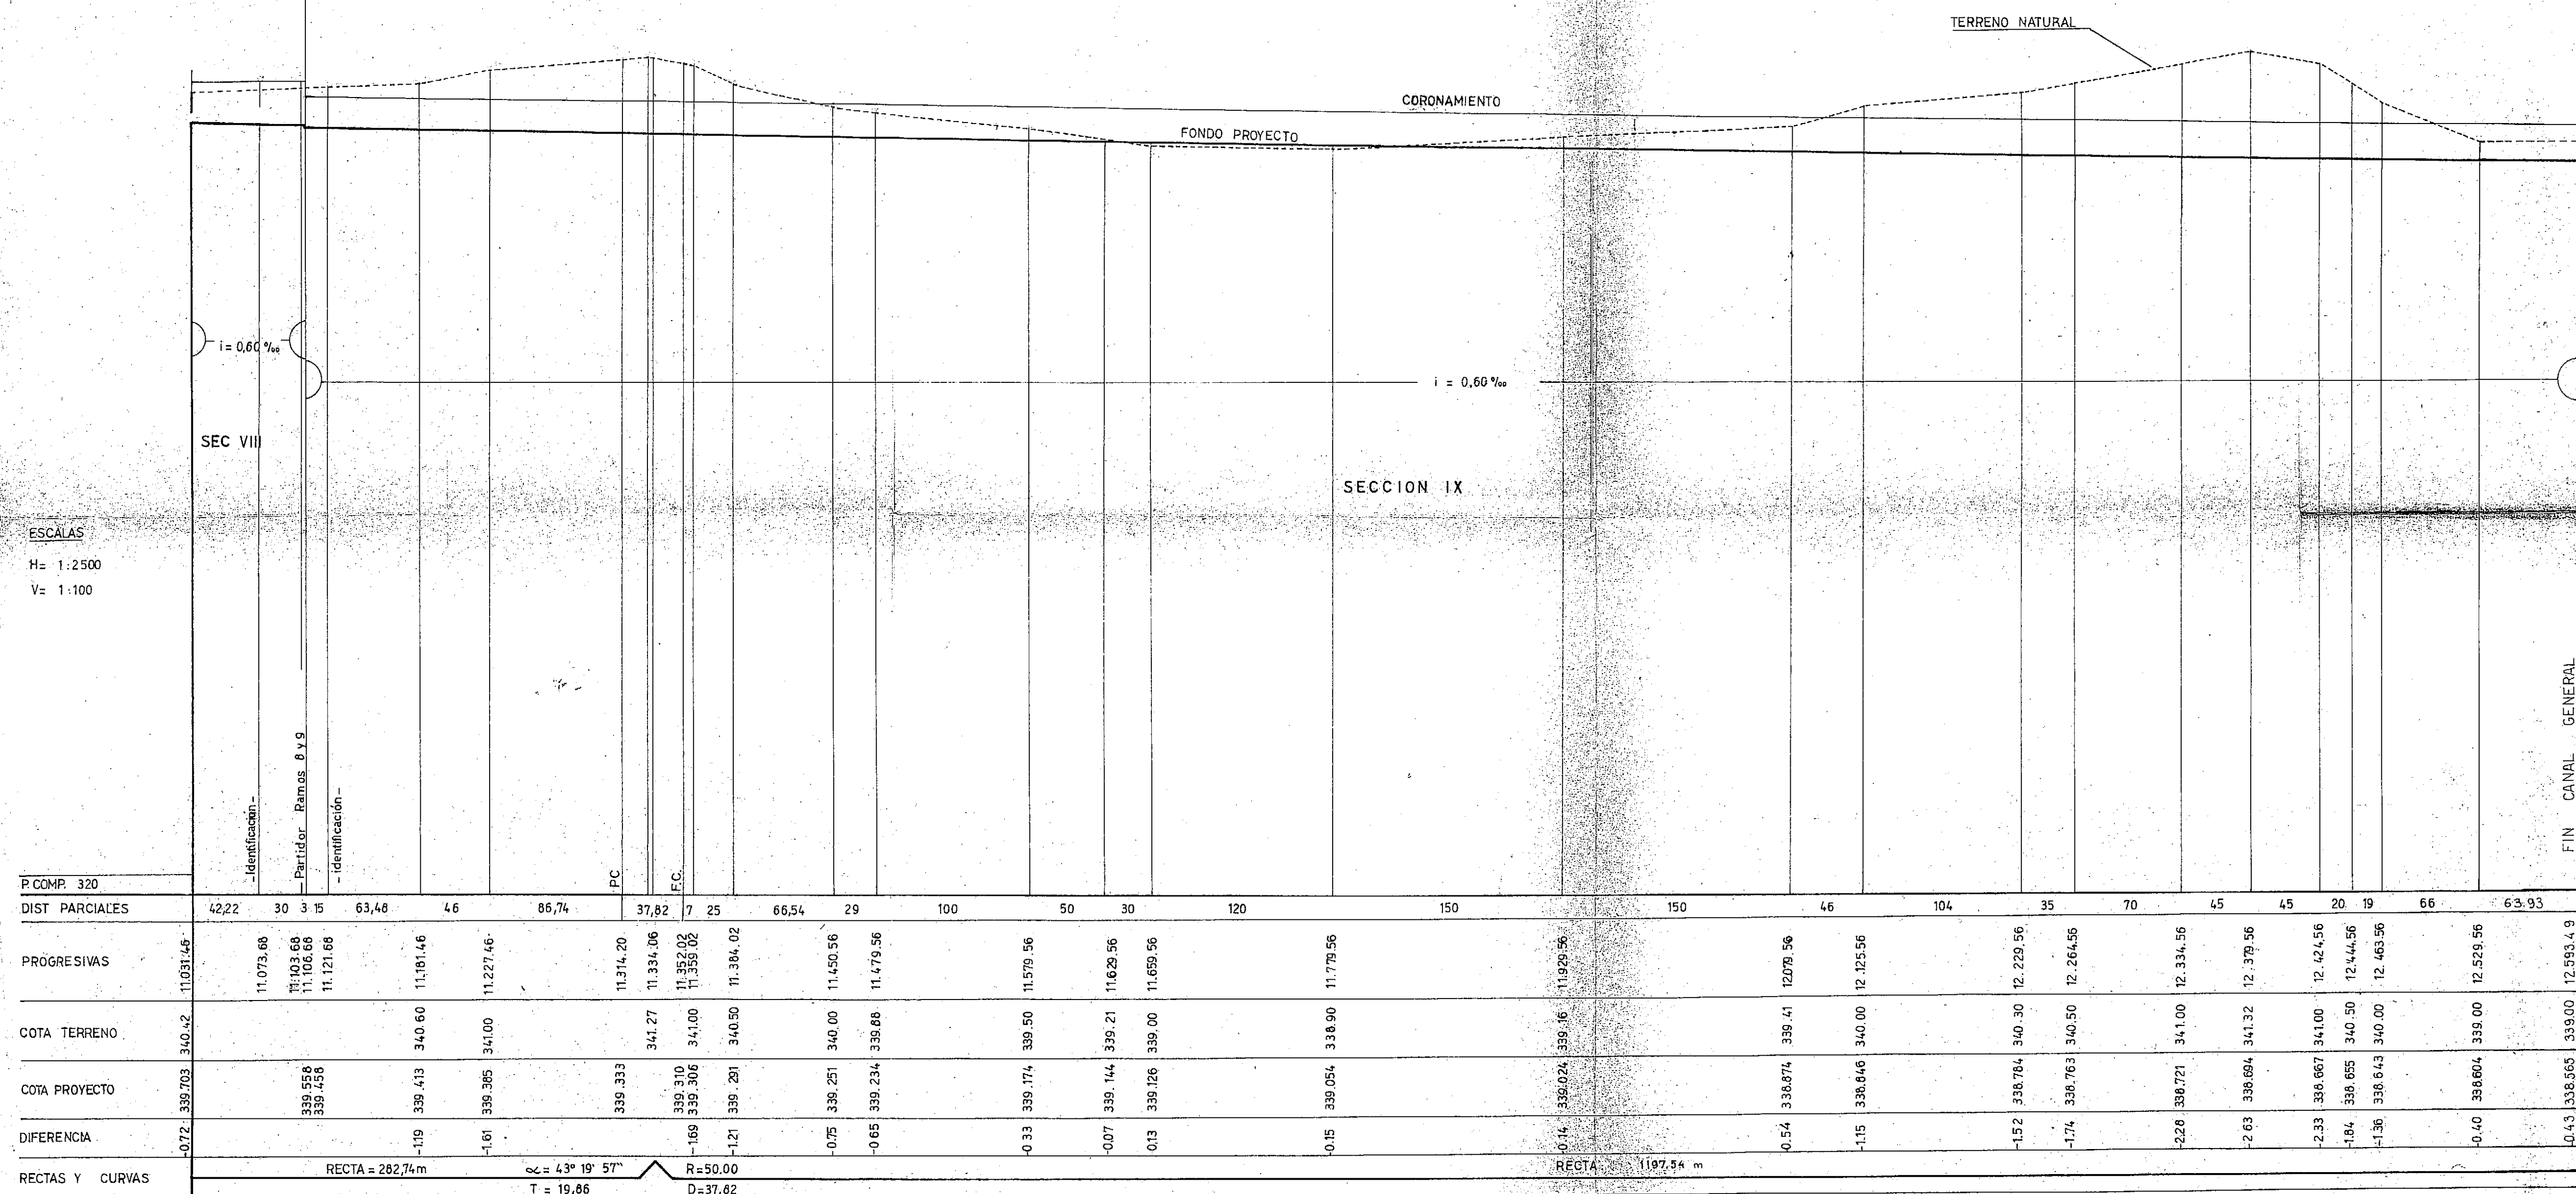 TERRENO NATURAL
CORONAMIENTO
FONDO PROYECTO
i = 0,60 ‰
i = 0,60 ‰
SEC VIII
SECCION IX
ESCALAS
H= 1:2500
V= 1:100
-Identificacion-
-Partidor Ramos 8 y 9
-identificación-
PC
F.C.
FIN CANAL GENERAL
P. COMP. 320
DIST PARCIALES 42,22 30 3 15 63,48 46 86,74 37,82 7 25 66,54 29 100 50 30 120 150 150 46 104 35 70 45 45 20 19 66 63.93
PROGRESIVAS 11.031.46 11.073,68 11.103.68 11.106.68 11.121.68 11.181.46 11.227.46 11.314.20 11.334.06 11.352.02 11.359.02 11.384.02 11.450.56 11.479.56 11.579.56 11.629.56 11.659.56 11.779.56 11.929.56 12.079.56 12.125.56 12.229.56 12.264.56 12.334.56 12.379.56 12.424.56 12.444.56 12.463.56 12.529.56 12.593.49
COTA TERRENO 340.42 340.60 341.00 341.27 341.00 340.50 340.00 339.88 339.50 339.21 339.00 338.90 339.16 339.41 340.00 340.30 340.50 341.00 341.32 341.00 340.50 340.00 339.00 339.00
COTA PROYECTO 339.703 339.558 339.458 339.413 339.385 339.333 339.310 339.306 339.291 339.251 339.234 339.174 339.144 339.126 339.054 339.024 338.874 338.846 338.784 338.763 338.721 338.694 338.667 338.655 338.643 338.604 338.565
DIFERENCIA -0.72 -1.19 -1.61 -1.69 -1.21 -0.75 -0.65 -0.33 -0.07 0.13 -0.15 -0.14 -0.54 -1.15 -1.52 -1.74 -2.28 -2.63 -2.33 -1.84 -1.36 -0.40 -0.43
RECTAS Y CURVAS RECTA = 282,74m ∝= 43° 19' 57" R=50.00 RECTA 1197.54 m
T = 19,86 D=37.82